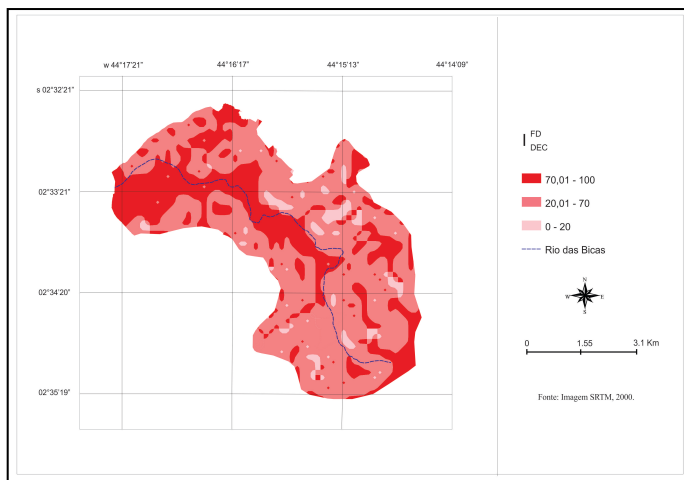 w 44°17'21" 44°16'17" 44°15'13" 44°14'09"
s 02°32'21"
02°33'21"
02°34'20"
02°35'19"
FD
DEC
70,01 - 100
20,01 - 70
0 - 20
Rio das Bicas
N
W E
S
0 1,55 3.1 Km
Fonte: Imagem SRTM, 2000.